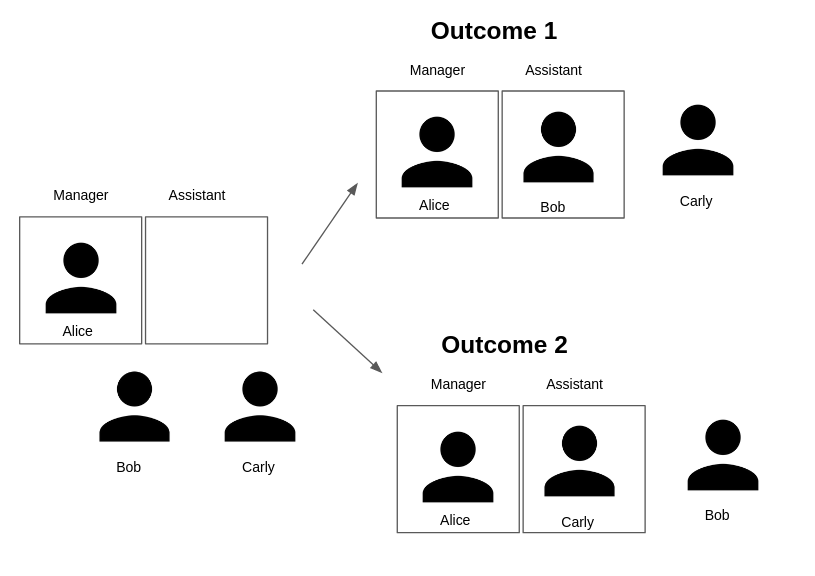 Outcome 1
Manager Assistant
Alice Bob Carly
Manager Assistant
Alice
Bob Carly
Outcome 2
Manager Assistant
Alice Carly Bob